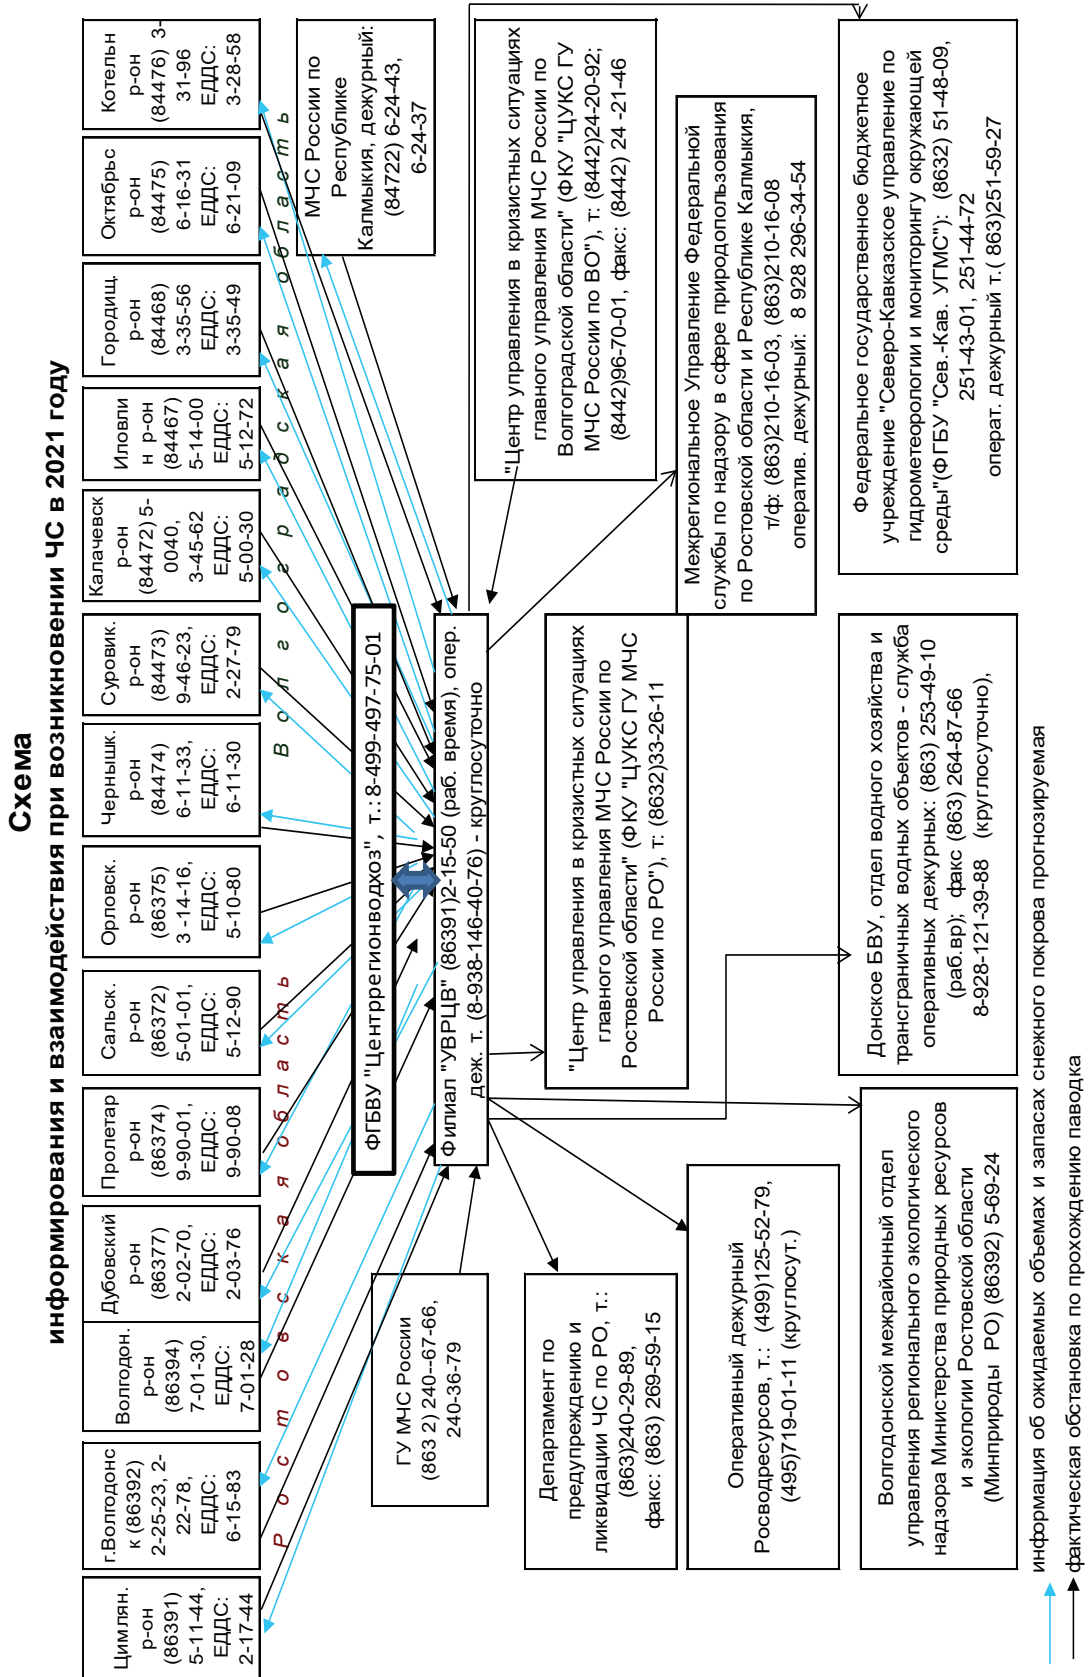 Схема
информирования и взаимодействия при возникновении ЧС в 2021 году
Цимлян.
р-он
(86391)
5-11-44,
ЕДДС:
2-17-44
г.Волгодонс
к (86392)
2-25-23, 2-
22-78,
ЕДДС:
6-15-83
Волгодон.
р-он
(86394)
7-01-30,
ЕДДС:
7-01-28
Дубовский
р-он
(86377)
2-02-70,
ЕДДС:
2-03-76
Пролетар
р-он
(86374)
9-90-01,
ЕДДС:
9-90-08
Сальск.
р-он
(86372)
5-01-01,
ЕДДС:
5-12-90
Орловск.
р-он
(86375)
3 -14-16,
ЕДДС:
5-10-80
Чернышк.
р-он
(84474)
6-11-33,
ЕДДС:
6-11-30
Суровик.
р-он
(84473)
9-46-23,
ЕДДС:
2-27-79
Калачевск
р-он
(84472) 5-
0040,
3-45-62
ЕДДС:
5-00-30
Иловли
н р-он
(84467)
5-14-00
ЕДДС:
5-12-72
Городищ.
р-он
(84468)
3-35-56
ЕДДС:
3-35-49
Октябрьс
р-он
(84475)
6-16-31
ЕДДС:
6-21-09
Котельн
р-он
(84476) 3-
31-96
ЕДДС:
3-28-58
Ростовская область
Волгоградская область
МЧС России по
Республике
Калмыкия, дежурный:
(84722) 6-24-43,
6-24-37
ФГБВУ "Центррегионводхоз", т.:8-499-497-75-01
Филиал "УВРЦВ" (86391)2-15-50 (раб. время), опер.
деж. т. (8-938-146-40-76) - круглосуточно
ГУ МЧС России
(863 2) 240--67-66,
240-36-79
"Центр управления в кризистных ситуациях
главного управления МЧС России по
Волгоградской области" (ФКУ "ЦУКС ГУ
МЧС России по ВО"), т: (8442)24-20-92;
(8442)96-70-01, факс: (8442) 24 -21-46
Департамент по
предупреждению и
ликвидации ЧС по РО, т.:
(863)240-29-89,
факс: (863) 269-59-15
"Центр управления в кризистных ситуациях
главного управления МЧС России по
Ростовской области" (ФКУ "ЦУКС ГУ МЧС
России по РО"), т: (8632)33-26-11
Межрегиональное Управление Федеральной
службы по надзору в сфере природопользования
по Ростовской области и Республике Калмыкия,
т/ф: (863)210-16-03, (863)210-16-08
оператив. дежурный: 8 928 296-34-54
Оперативный дежурный
Росводресурсов, т.: (499)125-52-79,
(495)719-01-11 (круглосут.)
Волгодонской межрайонный отдел
управления регионального экологического
надзора Министерства природных ресурсов
и экологии Ростовской области
(Минприроды РО) (86392) 5-69-24
Донское БВУ, отдел водного хозяйства и
трансграничных водных объектов - служба
оперативных дежурных: (863) 253-49-10
(раб.вр); факс (863) 264-87-66
8-928-121-39-88 (круглосуточно),
Федеральное государственное бюджетное
учреждение "Северо-Кавказское управление по
гидрометеорологии и мониторингу окружающей
среды"(ФГБУ "Сев.-Кав. УГМС"): (8632) 51-48-09,
251-43-01, 251-44-72
операт. дежурный т.( 863)251-59-27
информация об ожидаемых объемах и запасах снежного покрова прогнозируемая
фактическая обстановка по прохождению паводка